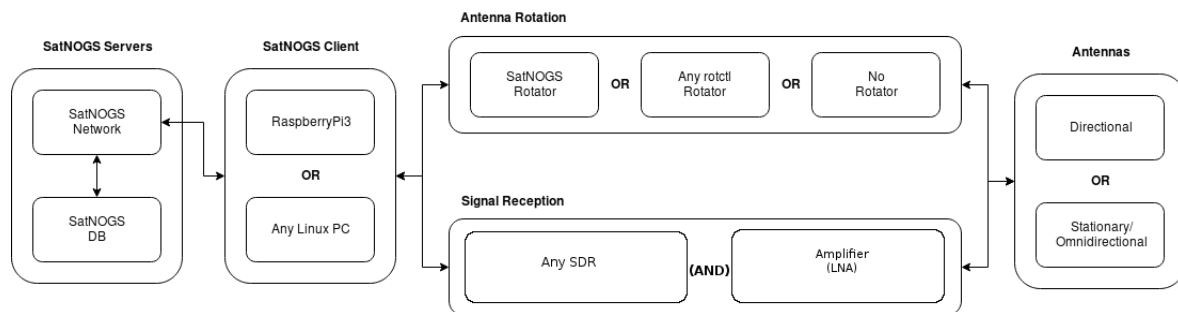 SatNOGS Servers
SatNOGS
Network
SatNOGS
DB
SatNOGS Client
RaspberryPi3
OR
Any Linux PC
Antenna Rotation
SatNOGS
Rotator
OR
Any rotctl
Rotator
OR
No
Rotator
Signal Reception
Any SDR
(AND)
Amplifier
(LNA)
Antennas
Directional
OR
Stationary/
Omnidirectional